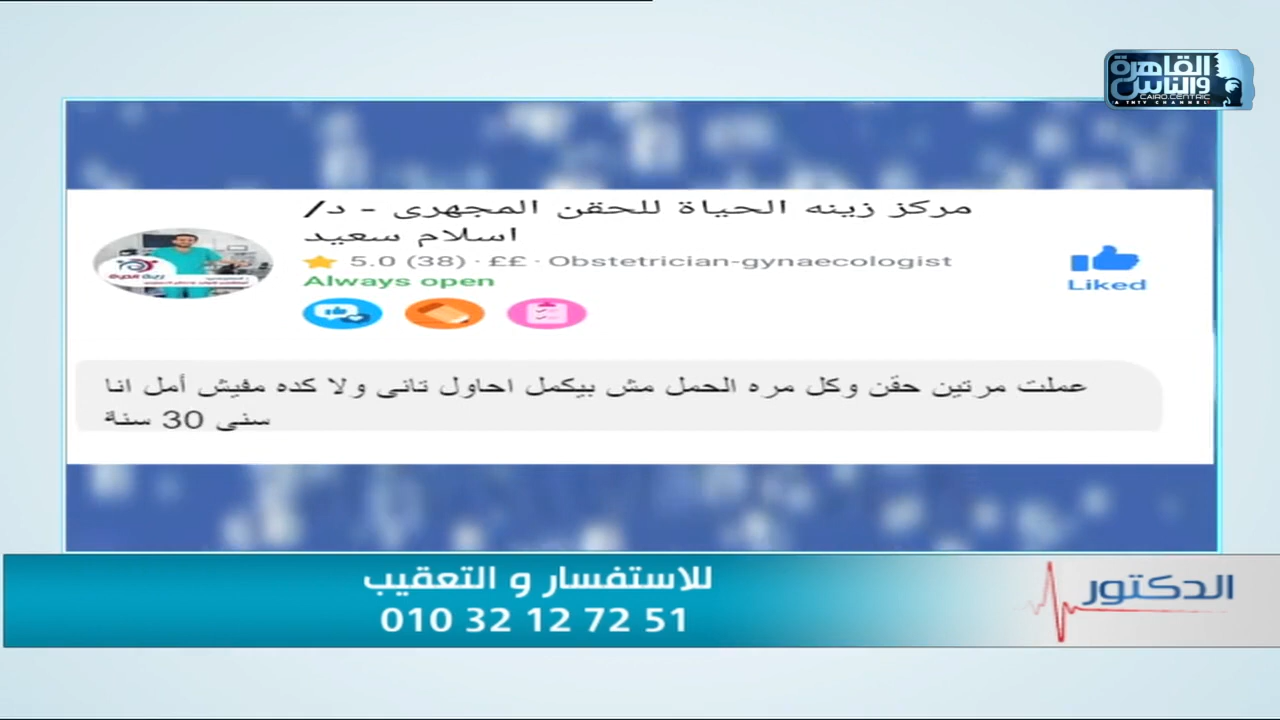 القاهرة
والناس
CAIRO.CENTRIC
A TNTV CHANNEL
مركز زينه الحياة للحقن المجهرى - د/
اسلام سعيد
5.0 (38) · ££ · Obstetrician-gynaecologist
Always open
Liked
عملت مرتين حقن وكل مره الحمل مش بيكمل احاول تانى ولا كده مفيش أمل انا
سنى 30 سنة
للاستفسار و التعقيب
010 32 12 72 51
الدكتور